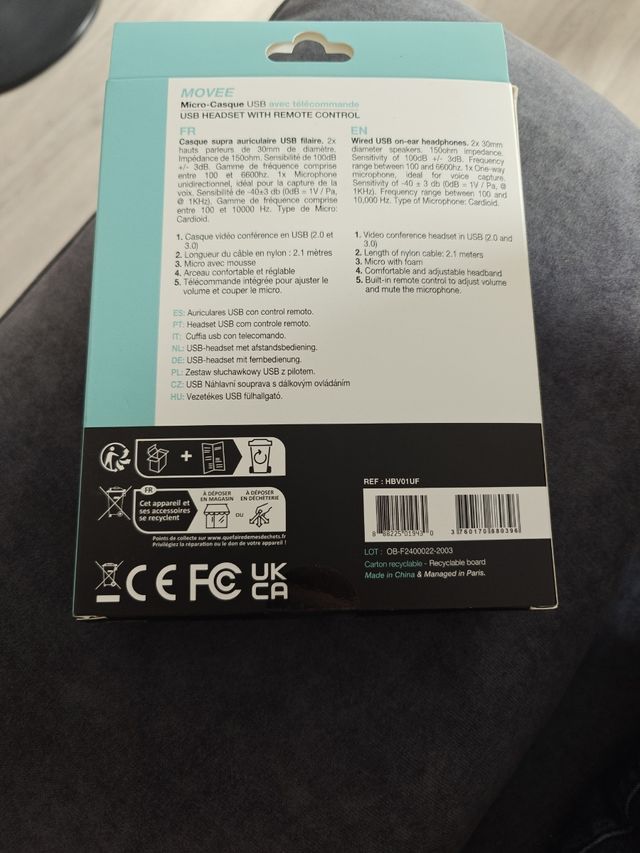 MOVEE
Micro-Casque USB avec télécommande
USB HEADSET WITH REMOTE CONTROL
FR
Casque supra auriculaire USB filaire. 2x
hauts parleurs de 30mm de diamètre.
Impédance de 150ohm. Sensibilité de 100dB
+/- 3dB. Gamme de fréquence comprise
entre 100 et 6600hz. 1x Microphone
unidirectionnel, idéal pour la capture de la
voix. Sensibilité de -40±3 db (0dB = 1V / Pa,
@ 1KHz). Gamme de fréquence comprise
entre 100 et 10000 Hz. Type de Micro:
Cardioid.
1. Casque vidéo conférence en USB (2.0 et
3.0)
2. Longueur du câble en nylon : 2.1 mètres
3. Micro avec mousse
4. Arceau confortable et réglable
5. Télécommande intégrée pour ajuster le
volume et couper le micro.
EN
Wired USB on-ear headphones. 2x 30mm
diameter speakers. 150ohm impedance.
Sensitivity of 100dB +/- 3dB. Frequency
range between 100 and 6600hz. 1x One-way
microphone, ideal for voice capture.
Sensitivity of -40 ± 3 db (0dB = 1V / Pa, @
1KHz). Frequency range between 100 and
10,000 Hz. Type of Microphone: Cardioid.
1. Video conference headset in USB (2.0 and
3.0)
2. Length of nylon cable: 2.1 meters
3. Micro with foam
4. Comfortable and adjustable headband
5. Built-in remote control to adjust volume
and mute the microphone.
ES: Auriculares USB con control remoto.
PT: Headset USB com controle remoto.
IT: Cuffia usb con telecomando.
NL: USB-headset met afstandsbediening.
DE: USB-headset mit fernbedienung.
PL: Zestaw słuchawkowy USB z pilotem.
CZ: USB Náhlavní souprava s dálkovým ovládáním
HU: Vezetékes USB fülhallgató.
FR
Cet appareil et
ses accessoires
se recyclent
À DÉPOSER
EN MAGASIN
OU
À DÉPOSER
EN DÉCHÈTERIE
Points de collecte sur www.quefairedemesdechets.fr
Privilégiez la réparation ou le don de votre appareil !
CE FC UK
CA
REF : HBV01UF
8 88225 01943 0
3 760170 880396
LOT : OB-F2400022-2003
Carton recyclable - Recyclable board
Made in China & Managed in Paris.